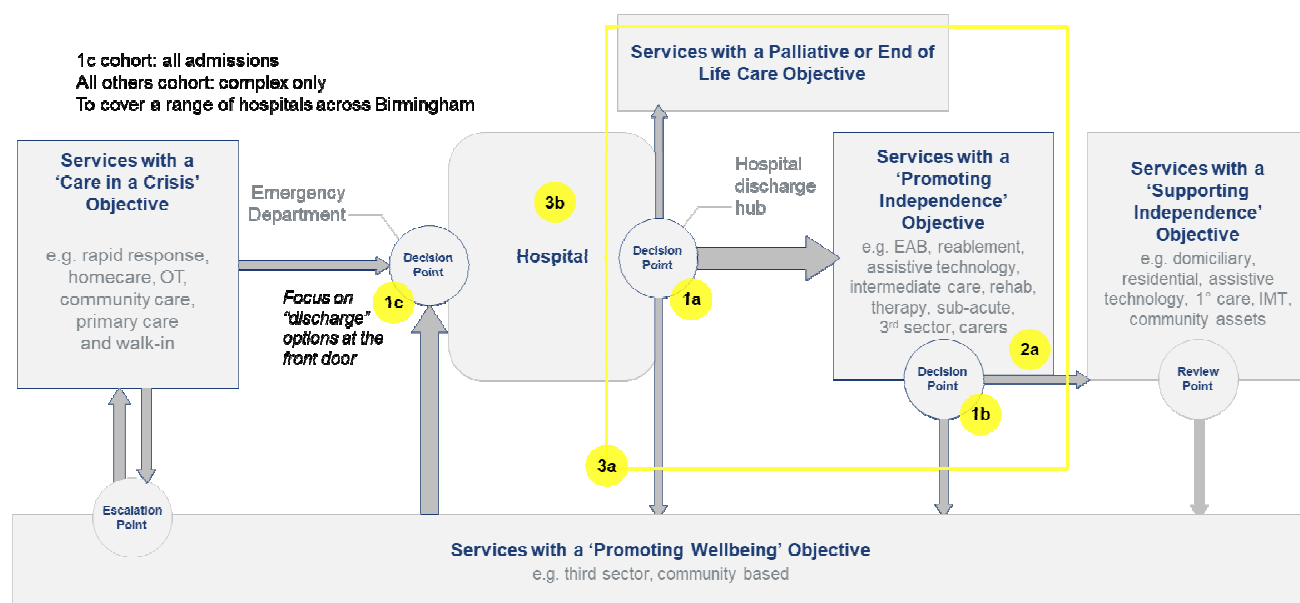 1c cohort: all admissions
All others cohort: complex only
To cover a range of hospitals across Birmingham
Services with a Palliative or End of
Life Care Objective
Services with a
‘Care in a Crisis’
Objective
e.g. rapid response,
homecare, OT,
community care,
primary care
and walk-in
Emergency
Department
Decision
Point
1c
Focus on
“discharge”
options at the
front door
3b
Hospital
Decision
Point
1a
Hospital
discharge
hub
Services with a
‘Promoting
Independence’
Objective
e.g. EAB, reablement,
assistive technology,
intermediate care, rehab,
therapy, sub-acute,
3rd sector, carers
2a
Decision
Point
1b
3a
Services with a
‘Supporting
Independence’
Objective
e.g. domiciliary,
residential, assistive
technology, 1° care, IMT,
community assets
Review
Point
Escalation
Point
Services with a ‘Promoting Wellbeing’ Objective
e.g. third sector, community based